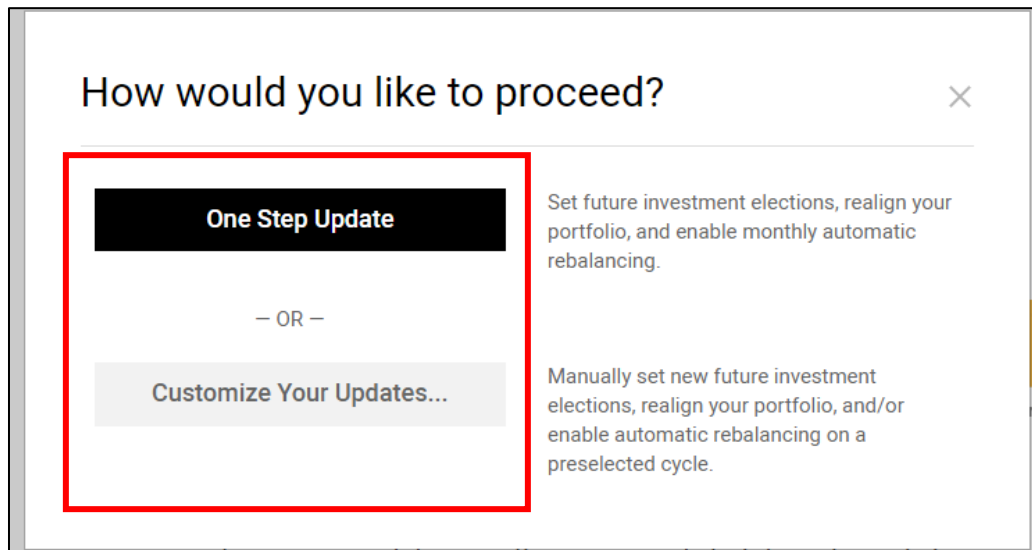 How would you like to proceed?
One Step Update
Set future investment elections, realign your
portfolio, and enable monthly automatic
rebalancing.
— OR —
Customize Your Updates...
Manually set new future investment
elections, realign your portfolio, and/or
enable automatic rebalancing on a
preselected cycle.